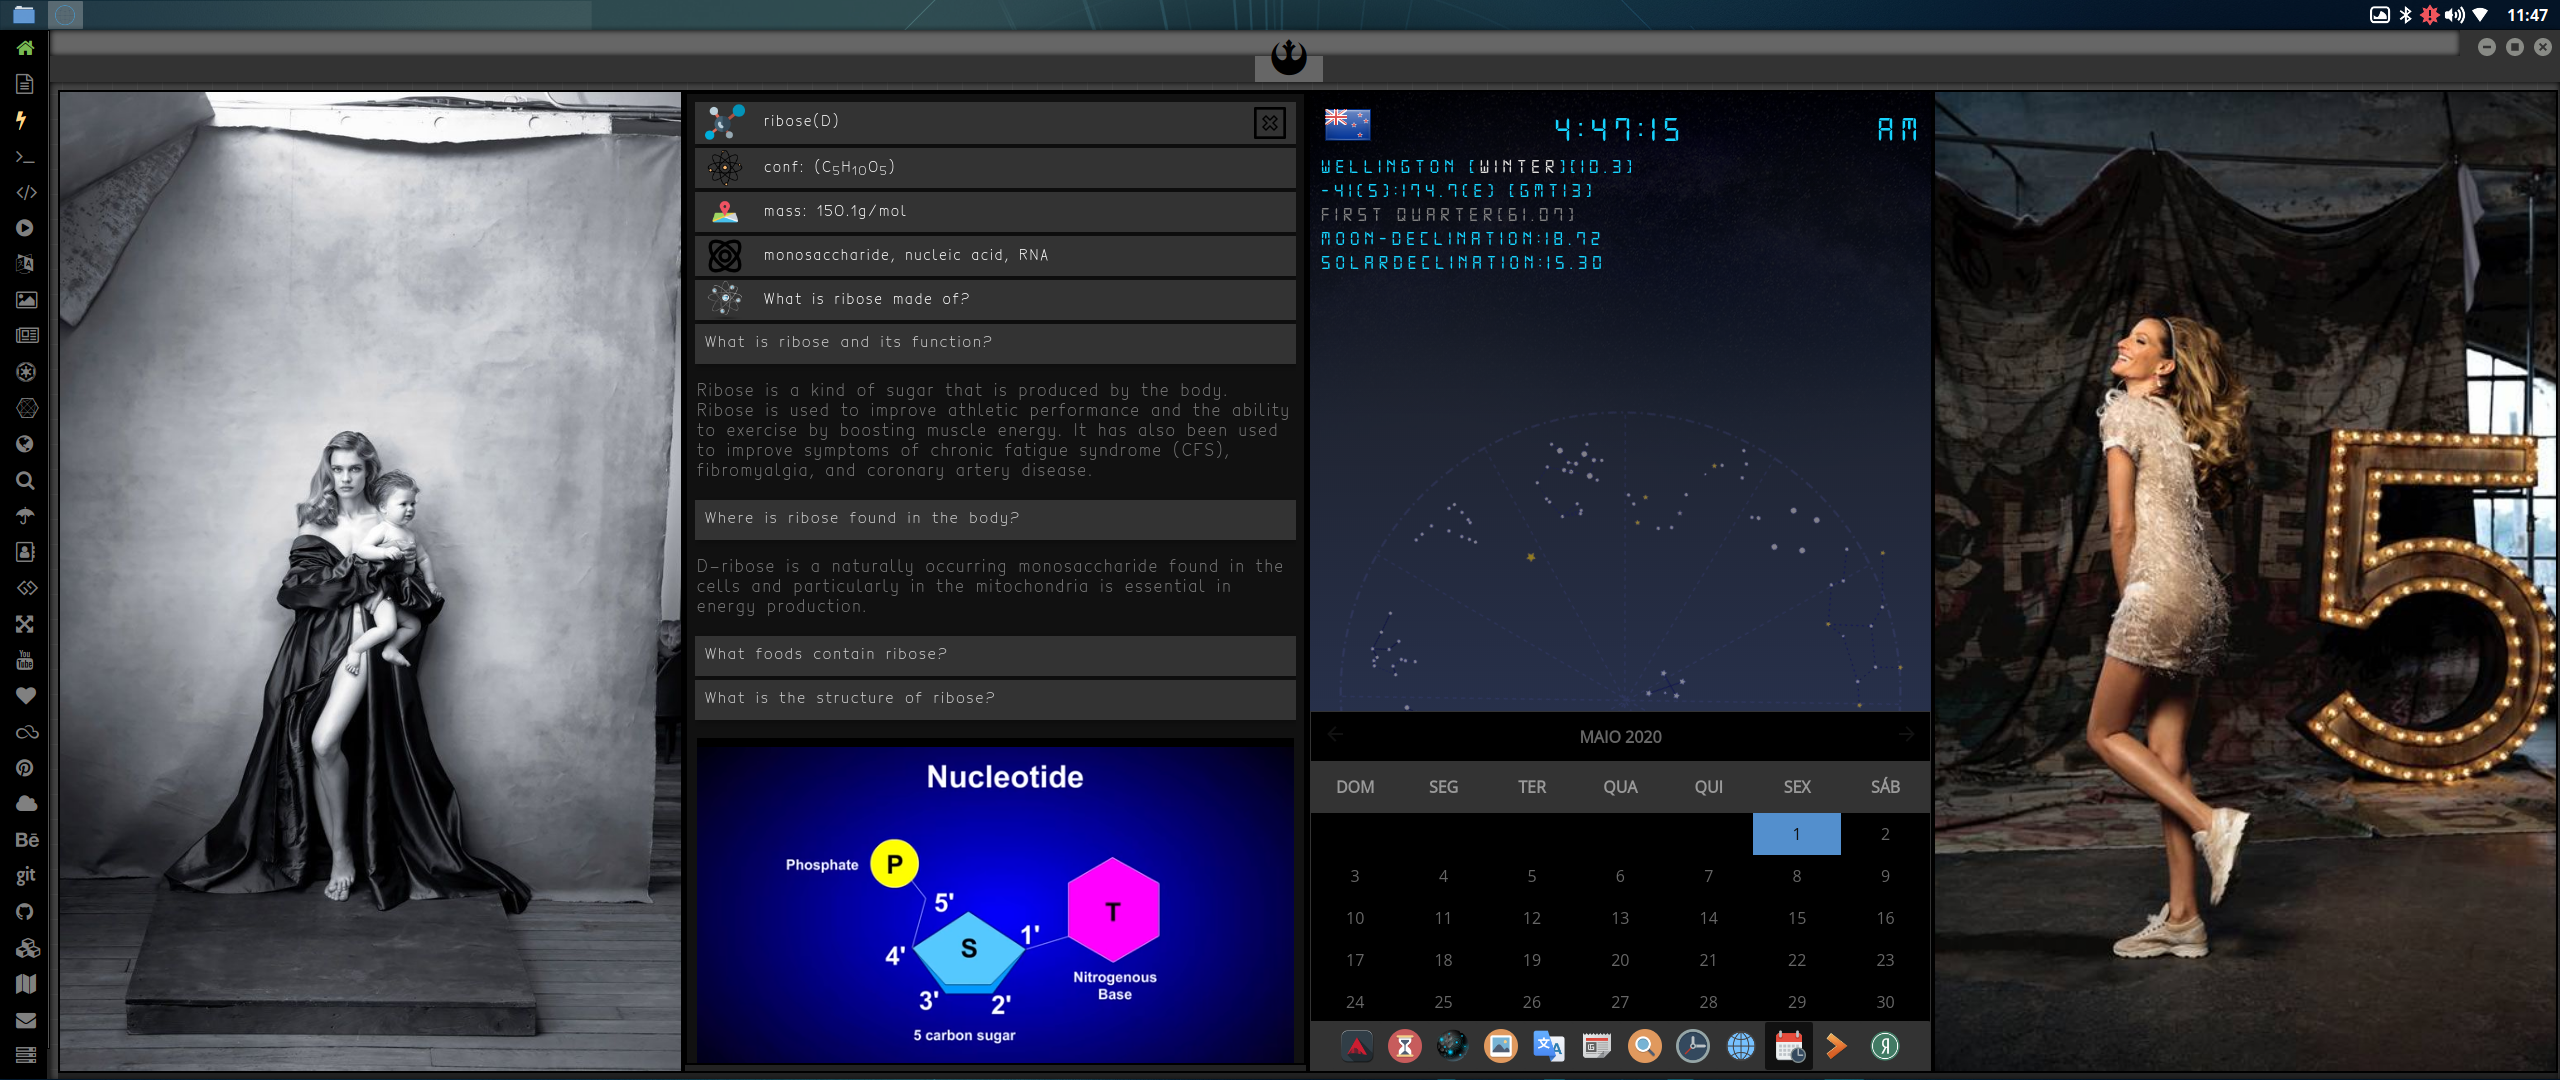 11:47
You
Tube
Bē
git
ribose(D)
conf: (C5H10O5)
mass: 150.1g/mol
monosaccharide, nucleic acid, RNA
What is ribose made of?
What is ribose and its function?
Ribose is a kind of sugar that is produced by the body.
Ribose is used to improve athletic performance and the ability
to exercise by boosting muscle energy. It has also been used
to improve symptoms of chronic fatigue syndrome (CFS),
fibromyalgia, and coronary artery disease.
Where is ribose found in the body?
D-ribose is a naturally occurring monosaccharide found in the
cells and particularly in the mitochondria is essential in
energy production.
What foods contain ribose?
What is the structure of ribose?
Nucleotide
Phosphate
P
5'
4'
S
1'
T
3'
2'
Nitrogenous
Base
5 carbon sugar
4:47:15 AM
WELLINGTON [WINTER][10.3]
-41(S):174.7(E) [GMT13]
FIRST QUARTER[61.07]
MOON-DECLINATION:18.72
SOLARDECLINATION:15.30
MAIO 2020
DOM SEG TER QUA QUI SEX SÁB
1 2
3 4 5 6 7 8 9
10 11 12 13 14 15 16
17 18 19 20 21 22 23
24 25 26 27 28 29 30
5